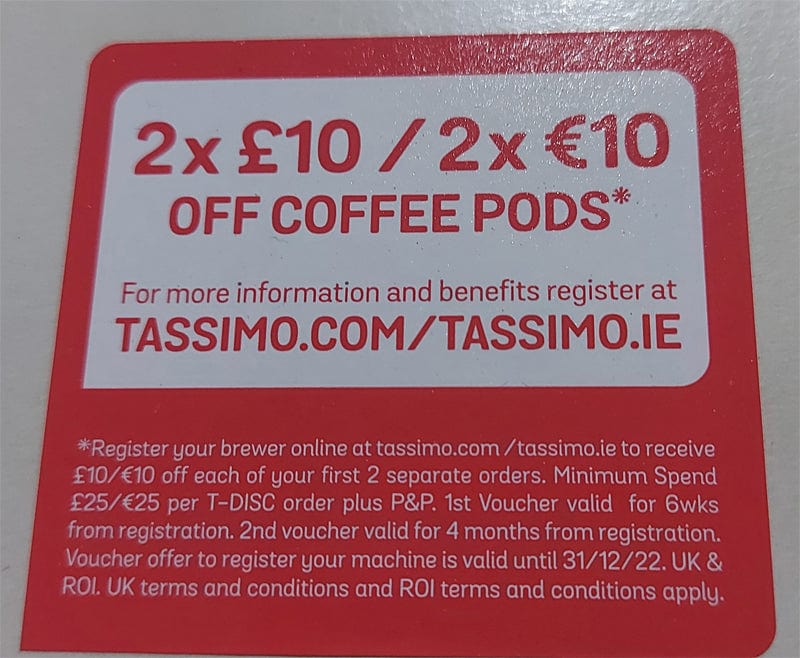 2x £10 / 2x €10
OFF COFFEE PODS*
For more information and benefits register at
TASSIMO.COM/TASSIMO.IE
*Register your brewer online at tassimo.com /tassimo.ie to receive
£10/€10 off each of your first 2 separate orders. Minimum Spend
£25/€25 per T-DISC order plus P&P. 1st Voucher valid for 6wks
from registration. 2nd voucher valid for 4 months from registration.
Voucher offer to register your machine is valid until 31/12/22. UK &
ROI. UK terms and conditions and ROI terms and conditions apply.